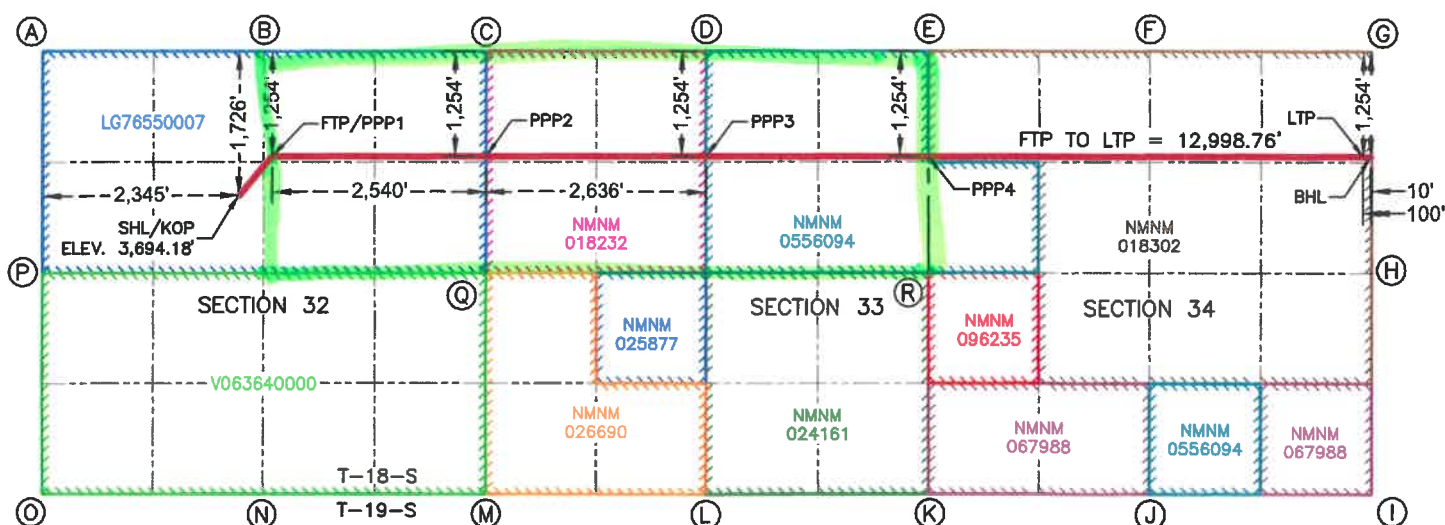 A B C D E F G
LG76550007
1,726'
1,254'
FTP/PPP1
1,254'
PPP2
1,254'
PPP3
1,254'
FTP TO LTP = 12,998.76'
LTP
1,254'
2,345'
2,540'
2,636'
PPP4
BHL
10'
100'
SHL/KOP
ELEV. 3,694.18'
NMNM
018232
NMNM
0556094
NMNM
018302
P Q R H
SECTION 32
SECTION 33
SECTION 34
NMNM
025877
NMNM
096235
V063640000
NMNM
026690
NMNM
024161
NMNM
067988
NMNM
0556094
NMNM
067988
T-18-S
T-19-S
O N M L K J I